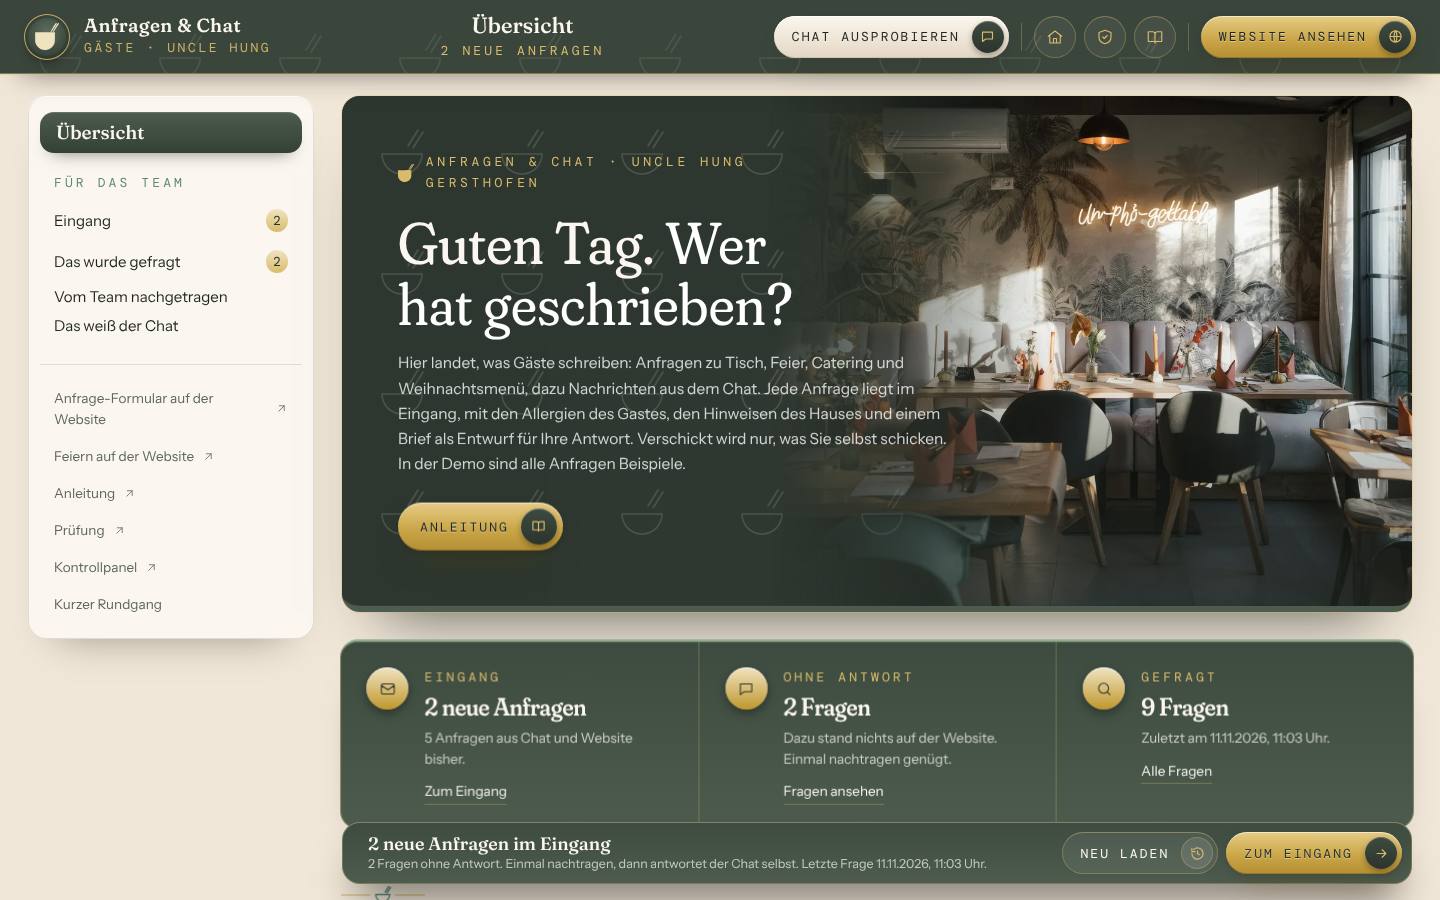 Anfragen & Chat
GÄSTE · UNCLE HUNG
Übersicht
2 NEUE ANFRAGEN
CHAT AUSPROBIEREN
WEBSITE ANSEHEN
Übersicht
FÜR DAS TEAM
Eingang 2
Das wurde gefragt 2
Vom Team nachgetragen
Das weiß der Chat
Anfrage-Formular auf der
Website
Feiern auf der Website
Anleitung
Prüfung
Kontrollpanel
Kurzer Rundgang
ANFRAGEN & CHAT · UNCLE HUNG
GERSTHOFEN
Guten Tag. Wer
hat geschrieben?
Hier landet, was Gäste schreiben: Anfragen zu Tisch, Feier, Catering und
Weihnachtsmenü, dazu Nachrichten aus dem Chat. Jede Anfrage liegt im
Eingang, mit den Allergien des Gastes, den Hinweisen des Hauses und einem
Brief als Entwurf für Ihre Antwort. Verschickt wird nur, was Sie selbst schicken.
In der Demo sind alle Anfragen Beispiele.
ANLEITUNG
Un-phở-gettable
EINGANG
2 neue Anfragen
5 Anfragen aus Chat und Website
bisher.
Zum Eingang
OHNE ANTWORT
2 Fragen
Dazu stand nichts auf der Website.
Einmal nachtragen genügt.
Fragen ansehen
GEFRAGT
9 Fragen
Zuletzt am 11.11.2026, 11:03 Uhr.
Alle Fragen
2 neue Anfragen im Eingang
2 Fragen ohne Antwort. Einmal nachtragen, dann antwortet der Chat selbst. Letzte Frage 11.11.2026, 11:03 Uhr.
NEU LADEN
ZUM EINGANG